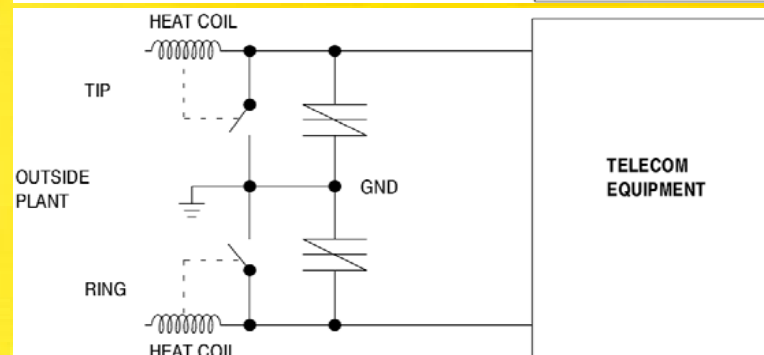 HEAT COIL
TIP
OUTSIDE
PLANT
GND
TELECOM
EQUIPMENT
RING
HEAT COIL